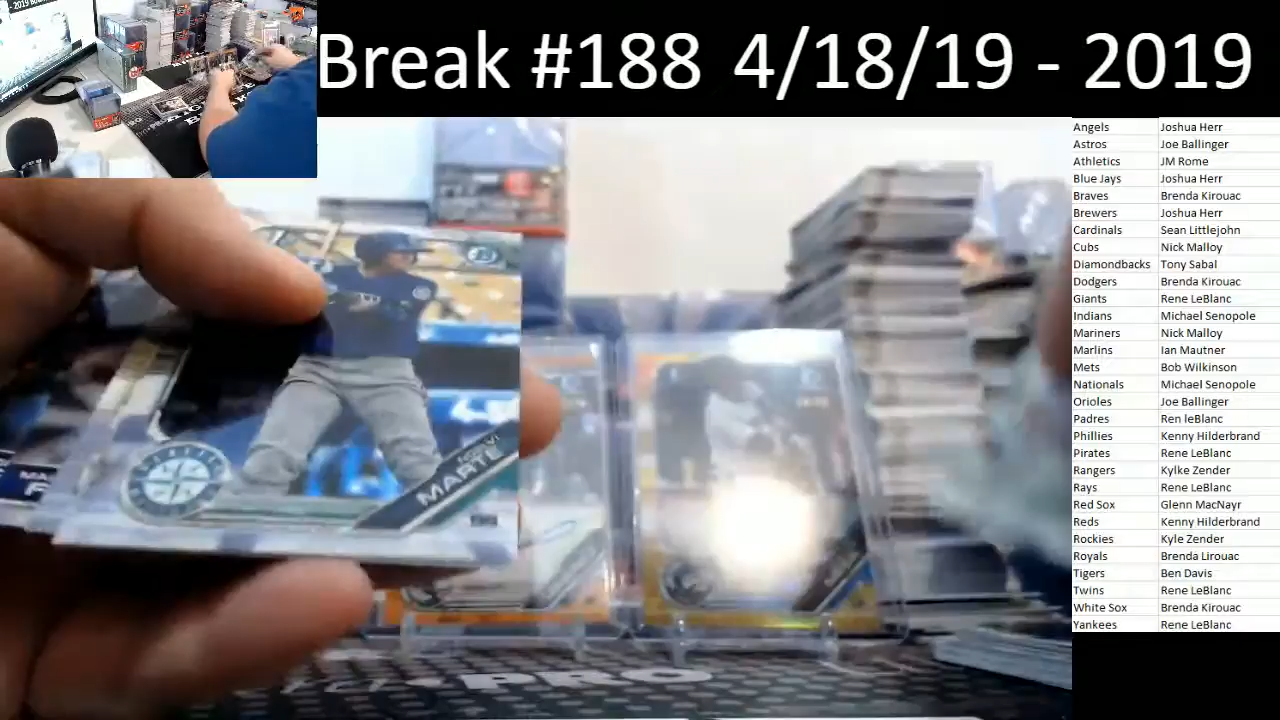 Break #188 4/18/19 - 2019
Angels Joshua Herr
Astros Joe Ballinger
Athletics JM Rome
Blue Jays Joshua Herr
Braves Brenda Kirouac
Brewers Joshua Herr
Cardinals Sean Littlejohn
Cubs Nick Malloy
Diamondbacks Tony Sabal
Dodgers Brenda Kirouac
Giants Rene LeBlanc
Indians Michael Senopole
Mariners Nick Malloy
Marlins Ian Mautner
Mets Bob Wilkinson
Nationals Michael Senopole
Orioles Joe Ballinger
Padres Ren leBlanc
Phillies Kenny Hilderbrand
Pirates Rene LeBlanc
Rangers Kylke Zender
Rays Rene LeBlanc
Red Sox Glenn MacNayr
Reds Kenny Hilderbrand
Rockies Kyle Zender
Royals Brenda Lirouac
Tigers Ben Davis
Twins Rene LeBlanc
White Sox Brenda Kirouac
Yankees Rene LeBlanc
NOELVI
MARTE
PRO